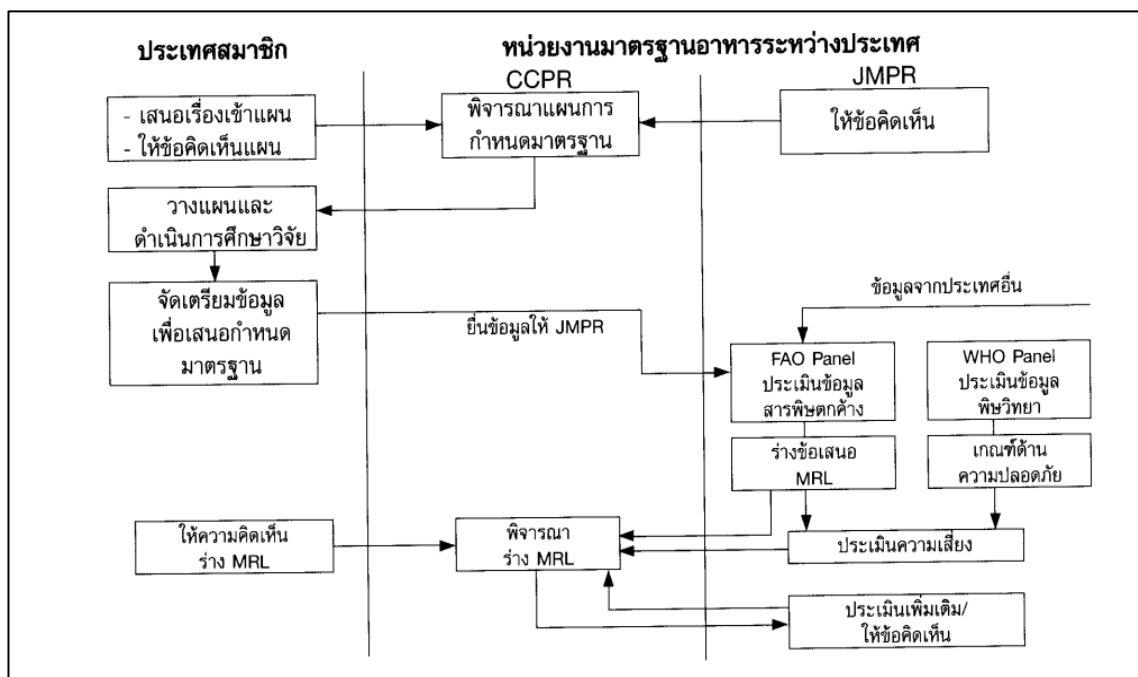 ประเทศสมาชิก
หน่วยงานมาตรฐานอาหารระหว่างประเทศ
CCPR
JMPR
- เสนอเรื่องเข้าแผน
- ให้ข้อคิดเห็นแผน
พิจารณาแผนการ
กำหนดมาตรฐาน
ให้ข้อคิดเห็น
วางแผนและ
ดำเนินการศึกษาวิจัย
จัดเตรียมข้อมูล
เพื่อเสนอกำหนด
มาตรฐาน
ยื่นข้อมูลให้ JMPR
ข้อมูลจากประเทศอื่น
FAO Panel
ประเมินข้อมูล
สารพิษตกค้าง
WHO Panel
ประเมินข้อมูล
พิษวิทยา
ร่างข้อเสนอ
MRL
เกณฑ์ด้าน
ความปลอดภัย
ให้ความคิดเห็น
ร่าง MRL
พิจารณา
ร่าง MRL
ประเมินความเสี่ยง
ประเมินเพิ่มเติม/
ให้ข้อคิดเห็น